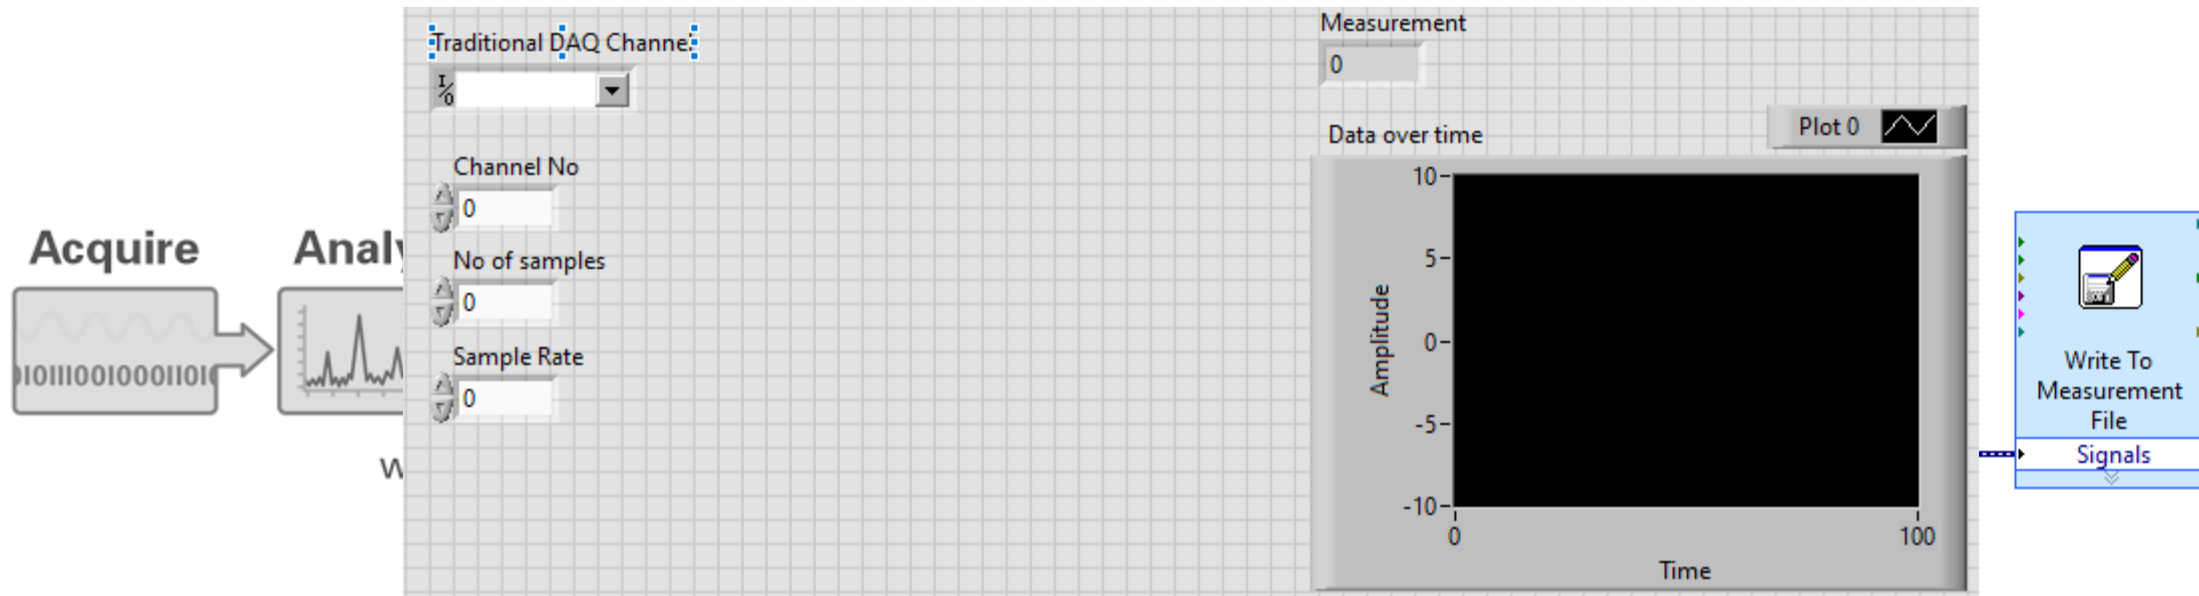 Traditional DAQ Channel
I/O
Channel No
0
No of samples
0
Sample Rate
0
Measurement
0
Data over time
Plot 0
10
5
0
-5
-10
Amplitude
0
100
Time
Acquire
Write To
Measurement
File
Signals